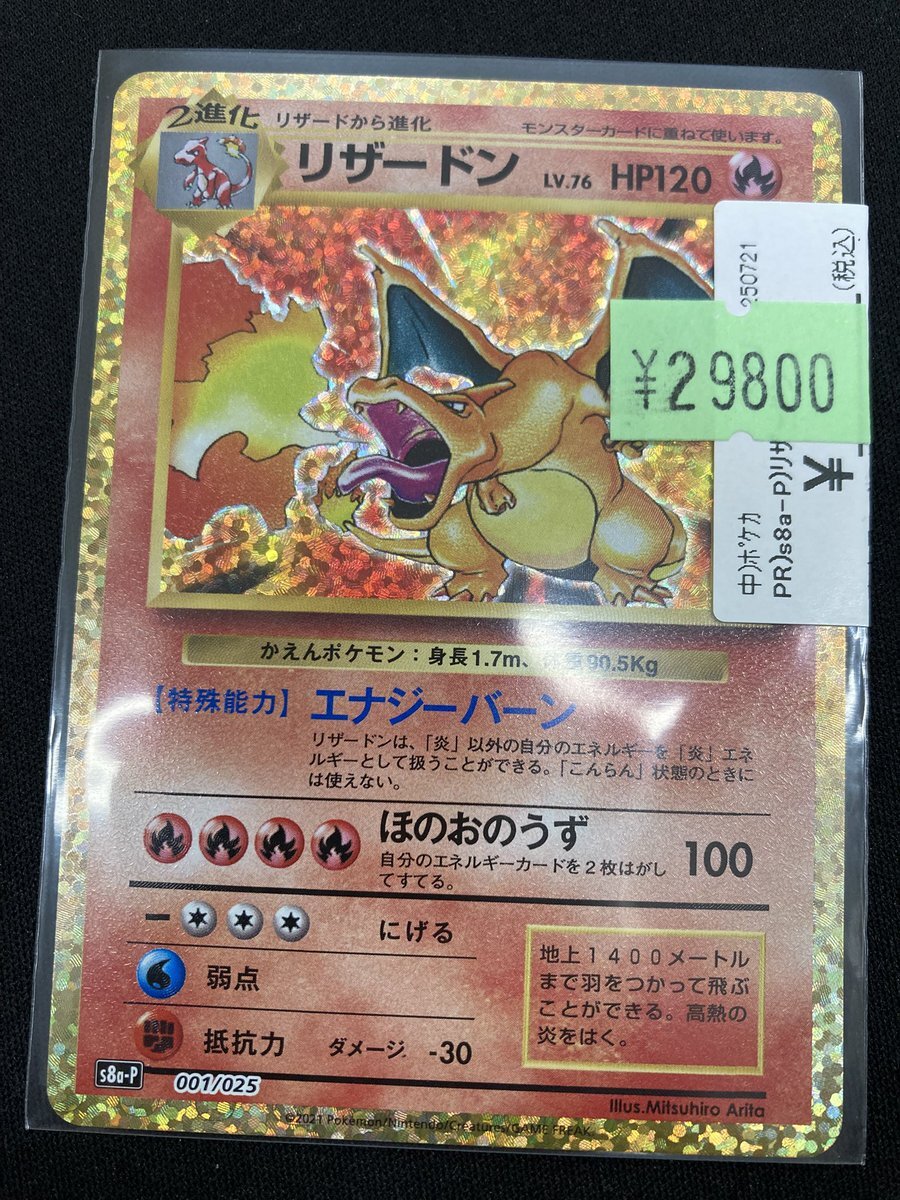 2進化
リザードから進化
モンスターカードに重ねて使います。
リザードン
LV.76
HP120
250721
(税込)
¥29800
¥
中)ポケカ
PR)s8a-P)リザ
かえんポケモン:身長1.7m、 90.5Kg
【特殊能力】 エナジーバーン
リザードンは、「炎」以外の自分のエネルギーを「炎」エネ
ルギーとして扱うことができる。「こんらん」状態のときに
は使えない。
ほのおのうず
自分のエネルギーカードを2枚はがし
てすてる。
100
にげる
弱点
抵抗力 ダメージ -30
地上1400メートル
まで羽をつかって飛ぶ
ことができる。高熱の
炎をはく。
s8a-P 001/025
Illus.Mitsuhiro Arita
©2021 Pokémon/Nintendo/Creatures/GAME FREAK